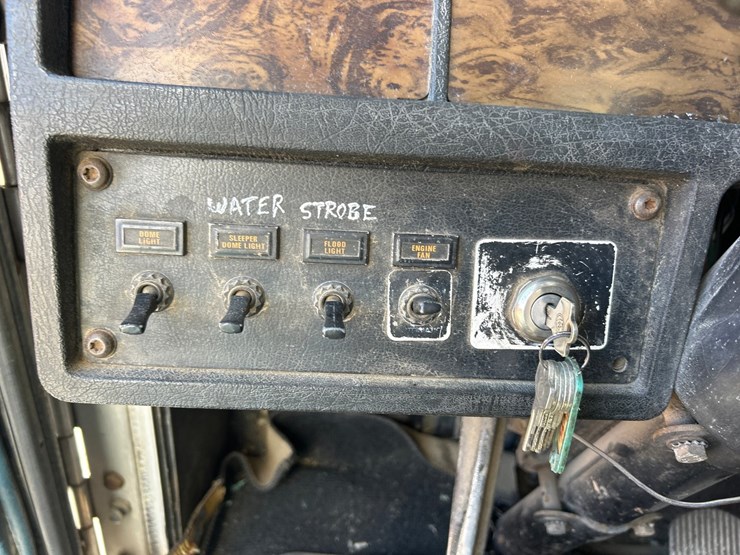 WATER STROBE
DOME
LIGHT
SLEEPER
DOME LIGHT
FLOOD
LIGHT
ENGINE
FAN